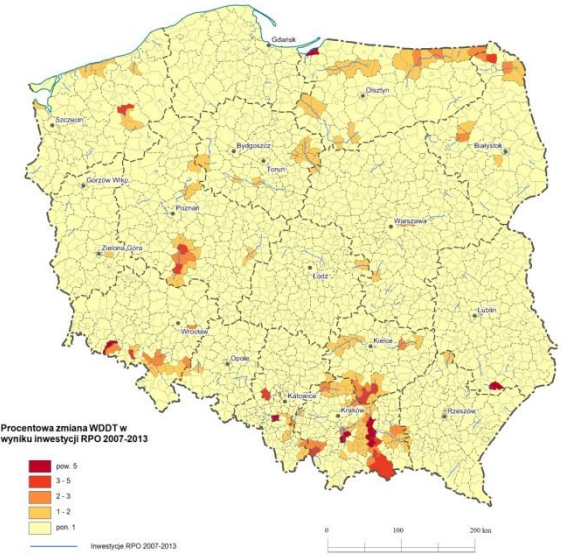 Gdańsk
Olsztyn
Szczecin
Bydgoszcz
Białystok
Toruń
Gorzów Wlkp.
Poznań
Warszawa
Zielona Góra
Łódź
Wrocław
Lublin
Kielce
Opole
Katowice
Kraków
Rzeszów
Procentowa zmiana WDDT w
wyniku inwestycji RPO 2007-2013
pow. 5
3 - 5
2 - 3
1 - 2
pon. 1
Inwestycje RPO 2007-2013
0 100 200 km